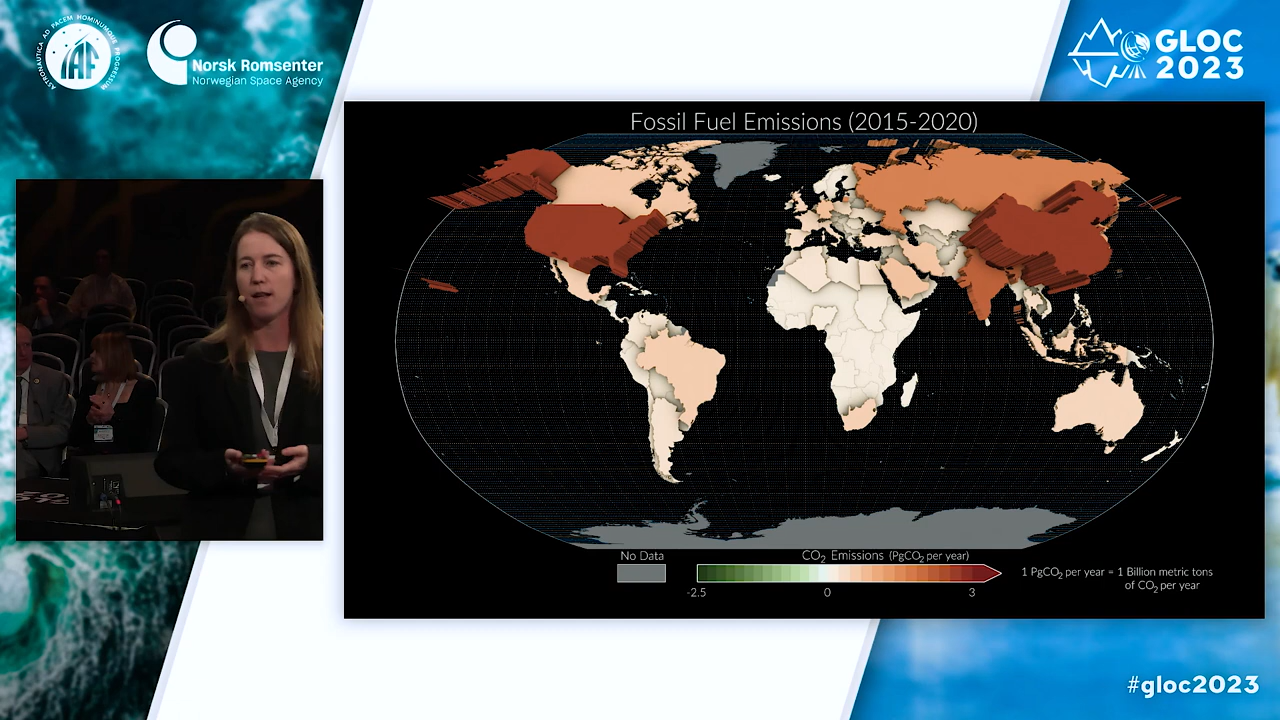 ASTRONAUTICA AD PACEM HOMINUMQUE PROGRESSUM
IAF
Norsk Romsenter
Norwegian Space Agency
GLOC
2023
Fossil Fuel Emissions (2015-2020)
No Data
CO₂ Emissions (PgCO₂ per year)
-2.5
0
3
1 PgCO₂ per year = 1 Billion metric tons
of CO₂ per year
#gloc2023